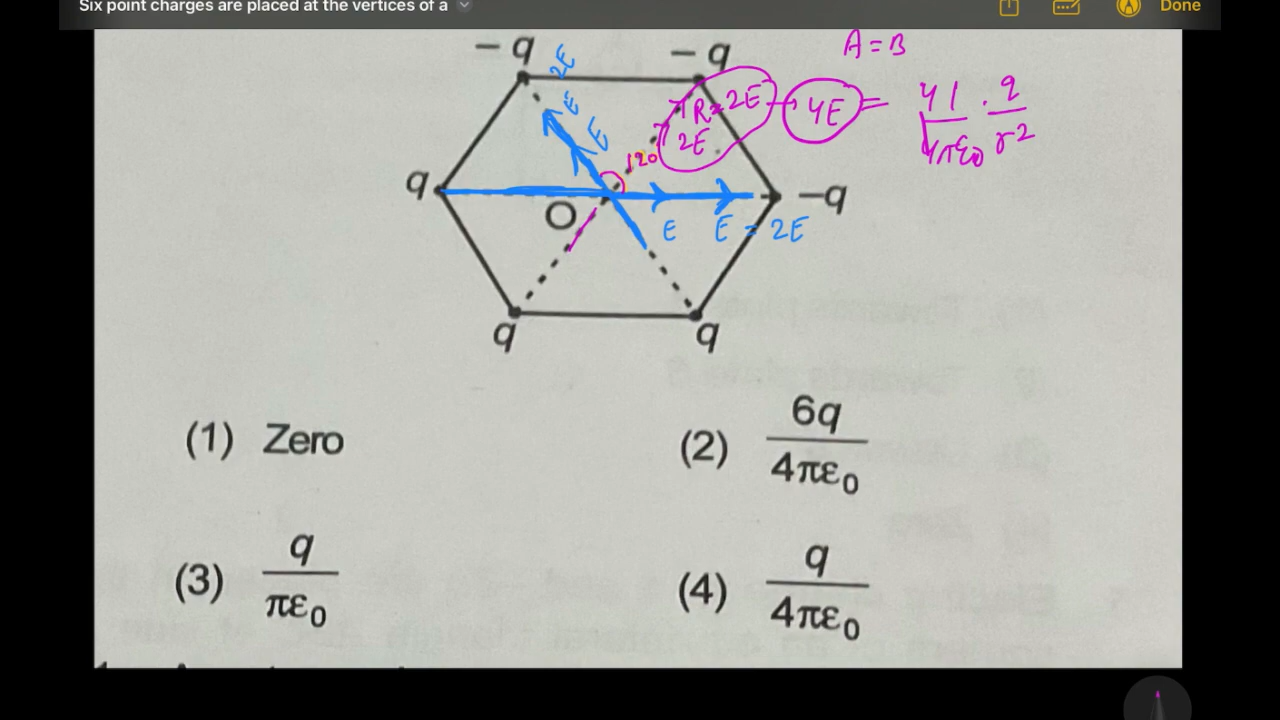 Six point charges are placed at the vertices of a
Done
– q 2E – q A = B
E E R = 2E → 4E = 4 1/4πε0 . q/r²
2E
120
q – q
O E E = 2E
q q
(1) Zero (2) 6q/4πε0
(3) q/πε0 (4) q/4πε0